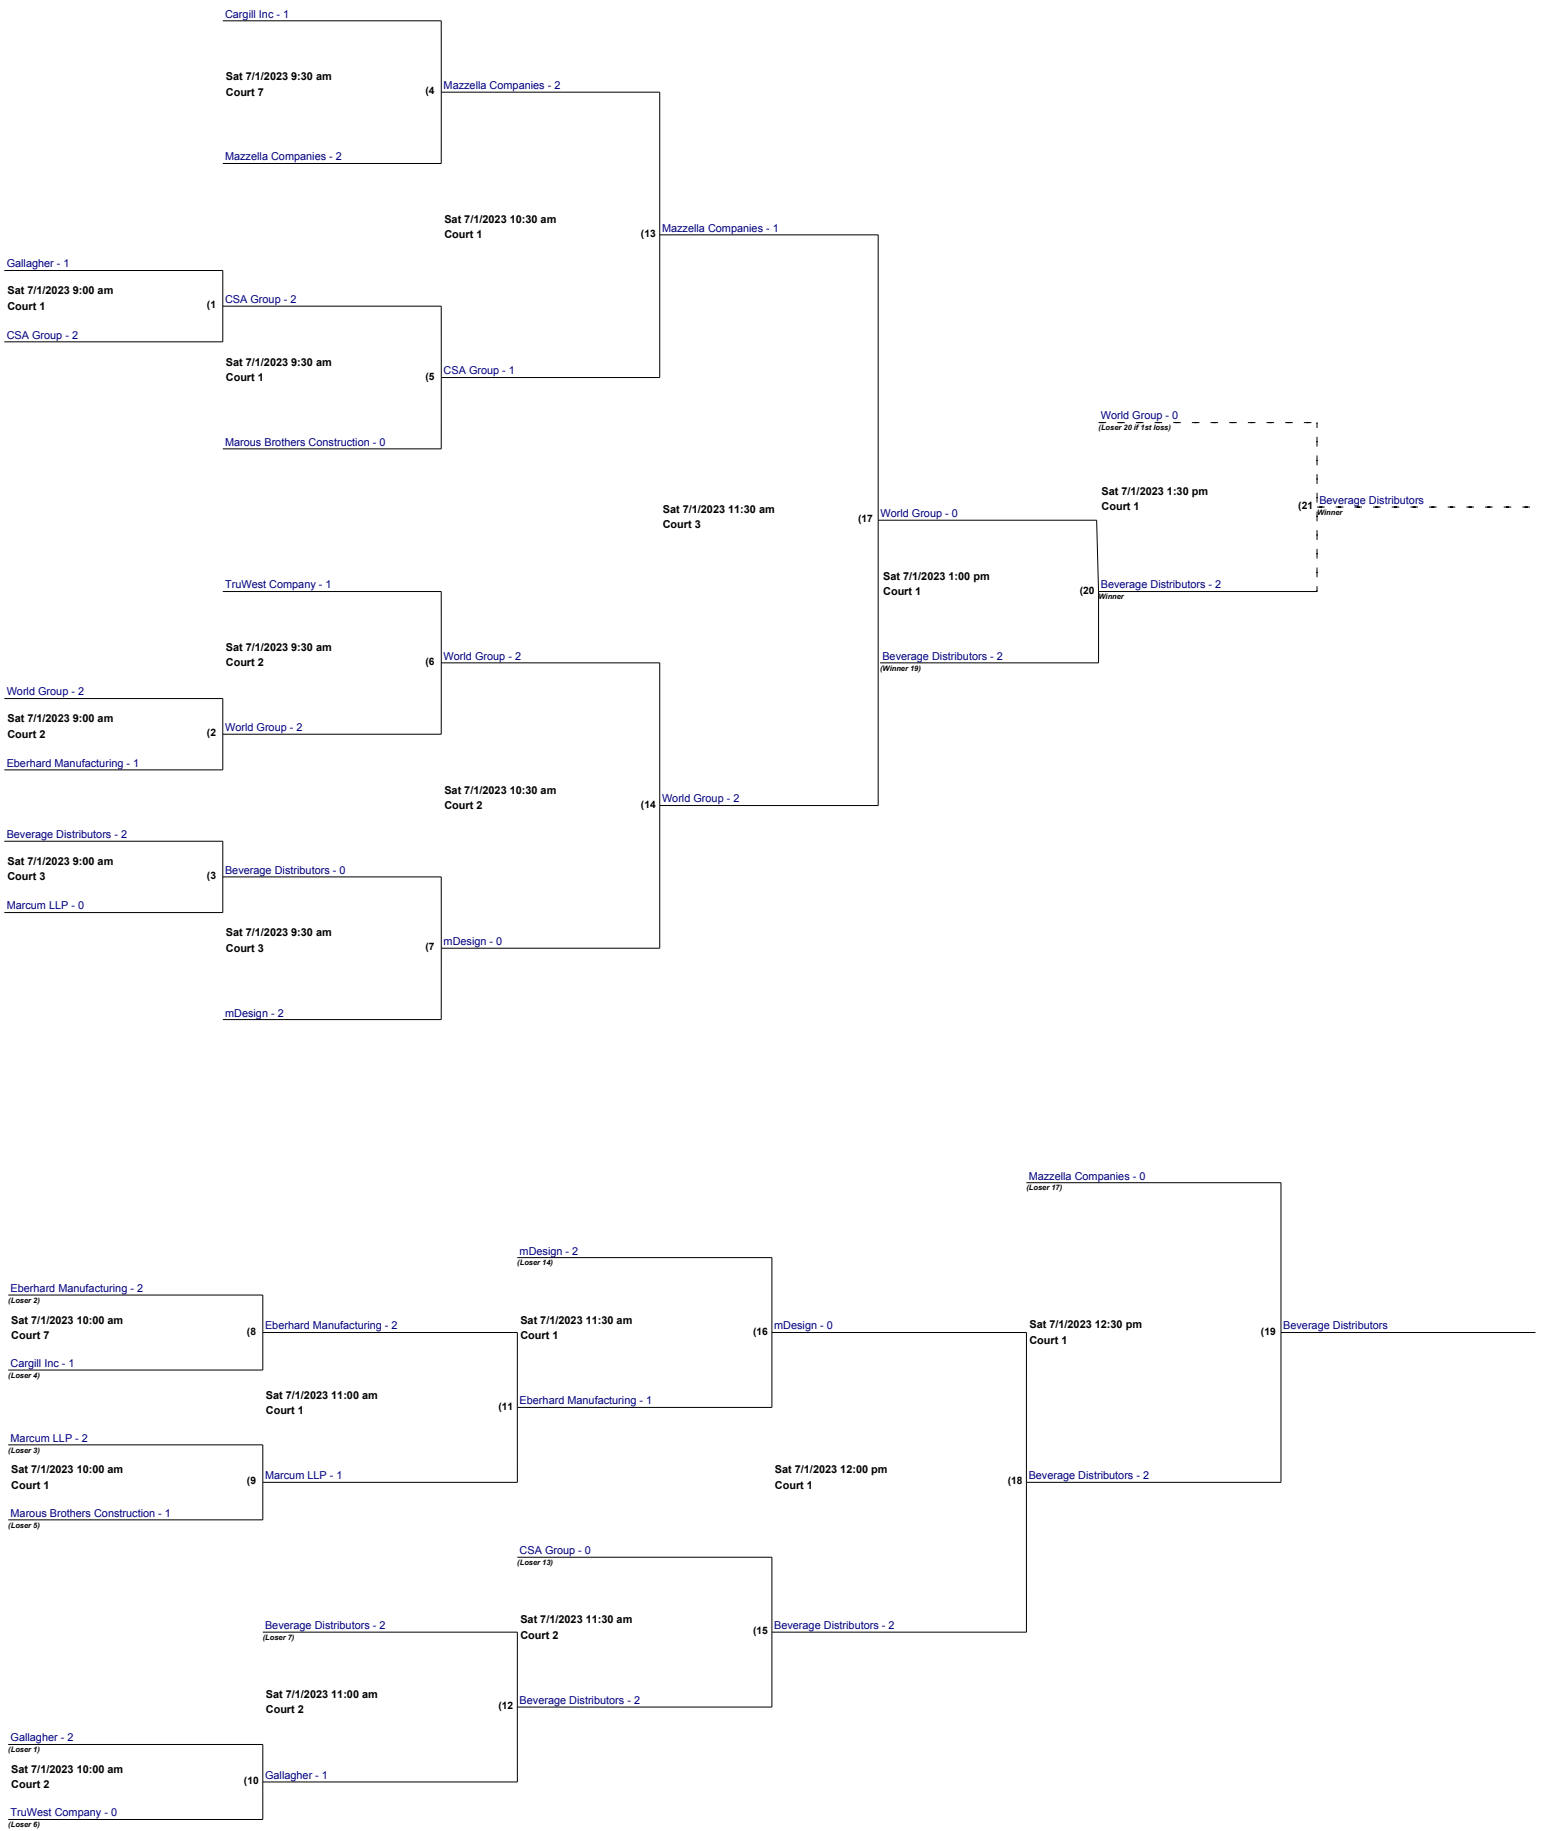 Cargill Inc - 1
Sat 7/1/2023 9:30 am
Court 7
(4
Mazzella Companies - 2
Mazzella Companies - 2
Sat 7/1/2023 10:30 am
Court 1
(13
Mazzella Companies - 1
Gallagher - 1
Sat 7/1/2023 9:00 am
Court 1
(1
CSA Group - 2
CSA Group - 2
Sat 7/1/2023 9:30 am
Court 1
(5
CSA Group - 1
Marous Brothers Construction - 0
World Group - 0
(Loser 20 if 1st loss)
Sat 7/1/2023 1:30 pm
Court 1
(21
Beverage Distributors
Winner
Sat 7/1/2023 11:30 am
Court 3
(17
World Group - 0
Sat 7/1/2023 1:00 pm
Court 1
(20
Beverage Distributors - 2
Winner
TruWest Company - 1
Sat 7/1/2023 9:30 am
Court 2
(6
World Group - 2
Beverage Distributors - 2
(Winner 19)
World Group - 2
Sat 7/1/2023 9:00 am
Court 2
(2
World Group - 2
Eberhard Manufacturing - 1
Sat 7/1/2023 10:30 am
Court 2
(14
World Group - 2
Beverage Distributors - 2
Sat 7/1/2023 9:00 am
Court 3
(3
Beverage Distributors - 0
Marcum LLP - 0
Sat 7/1/2023 9:30 am
Court 3
(7
mDesign - 0
mDesign - 2
Mazzella Companies - 0
(Loser 17)
mDesign - 2
(Loser 14)
Eberhard Manufacturing - 2
(Loser 2)
Sat 7/1/2023 10:00 am
Court 7
(8
Eberhard Manufacturing - 2
Sat 7/1/2023 11:30 am
Court 1
(16
mDesign - 0
Sat 7/1/2023 12:30 pm
Court 1
(19
Beverage Distributors
Cargill Inc - 1
(Loser 4)
Sat 7/1/2023 11:00 am
Court 1
(11
Eberhard Manufacturing - 1
Marcum LLP - 2
(Loser 3)
Sat 7/1/2023 10:00 am
Court 1
(9
Marcum LLP - 1
Sat 7/1/2023 12:00 pm
Court 1
(18
Beverage Distributors - 2
Marous Brothers Construction - 1
(Loser 5)
CSA Group - 0
(Loser 13)
Beverage Distributors - 2
(Loser 7)
Sat 7/1/2023 11:30 am
Court 2
(15
Beverage Distributors - 2
Sat 7/1/2023 11:00 am
Court 2
(12
Beverage Distributors - 2
Gallagher - 2
(Loser 1)
Sat 7/1/2023 10:00 am
Court 2
(10
Gallagher - 1
TruWest Company - 0
(Loser 6)